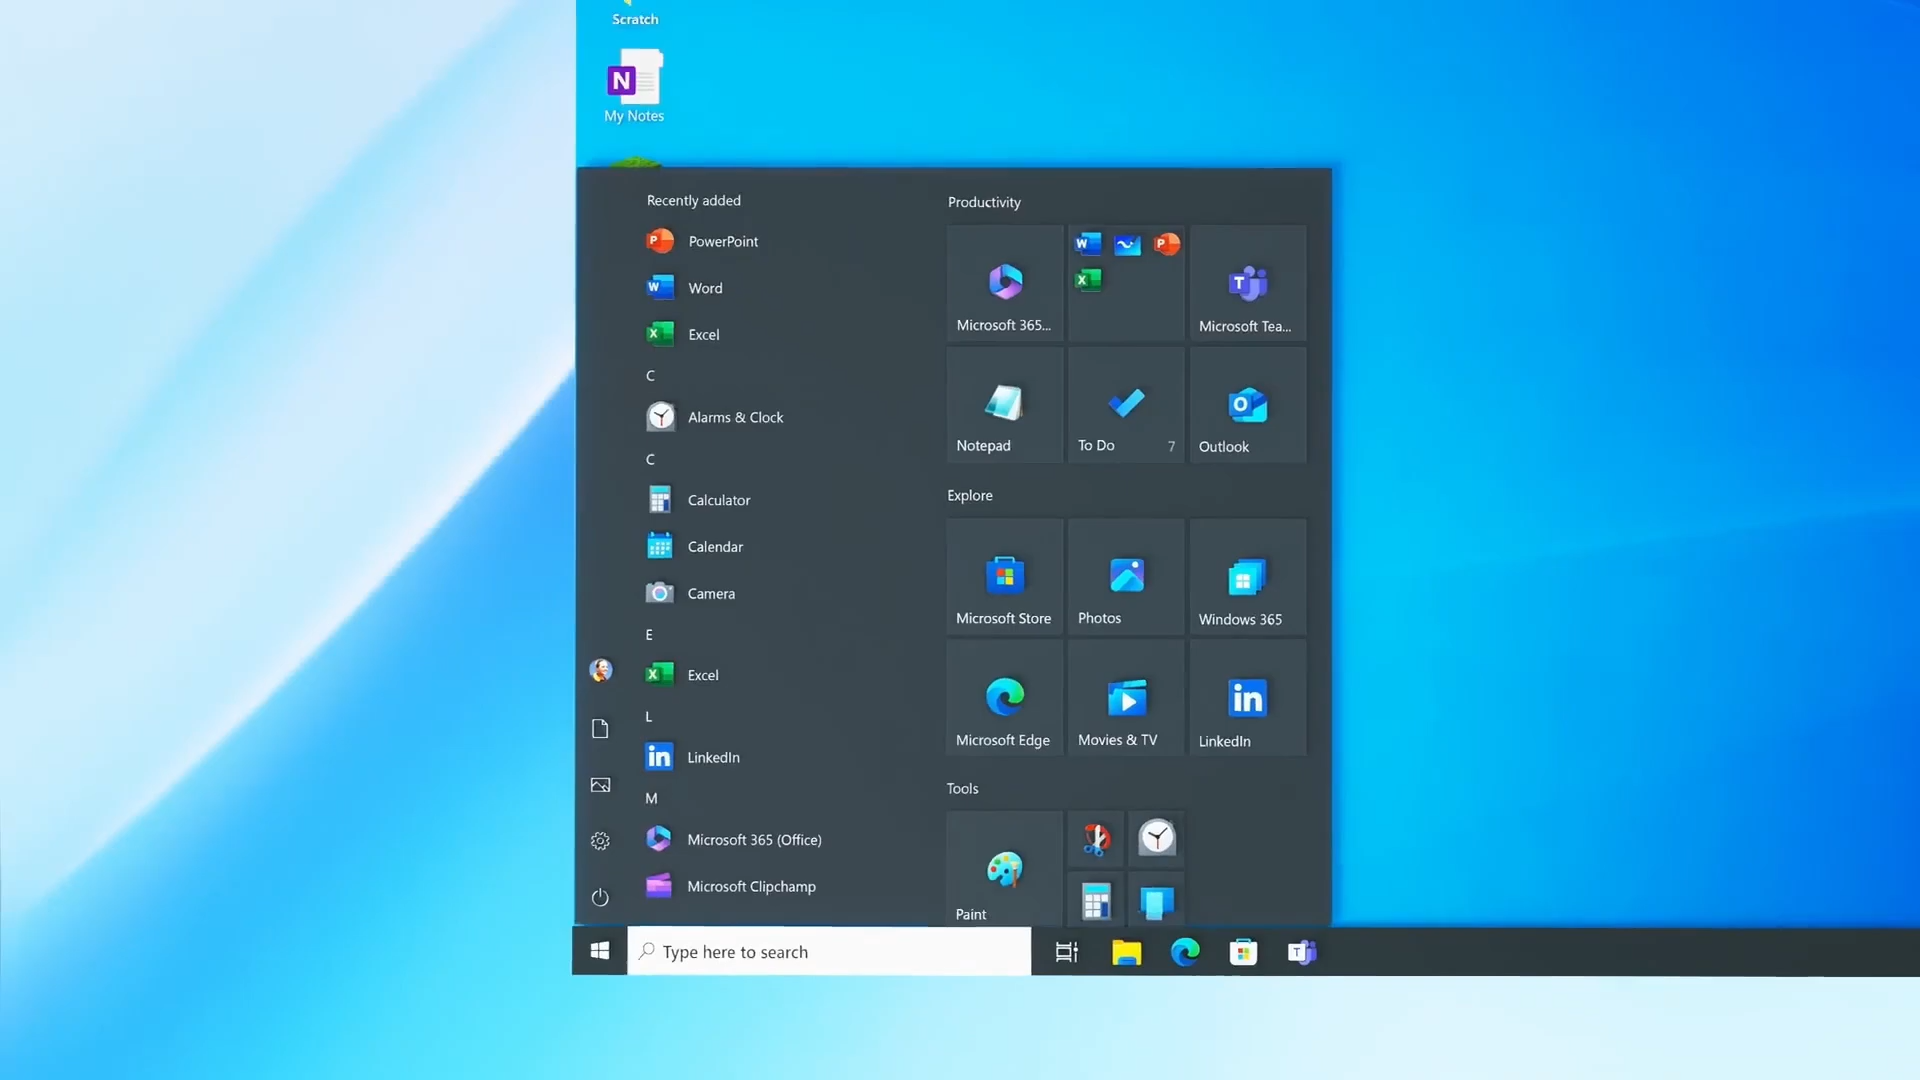 Scratch
N
My Notes
Recently added
P PowerPoint
W Word
X Excel
C
Alarms & Clock
C
Calculator
Calendar
Camera
E
X Excel
L
in LinkedIn
M
Microsoft 365 (Office)
Microsoft Clipchamp
Productivity
W P
X
T
Microsoft 365...
Microsoft Tea...
O
Notepad
To Do 7
Outlook
Explore
Microsoft Store
Photos
Windows 365
in
Microsoft Edge
Movies & TV
LinkedIn
Tools
Paint
Type here to search
T